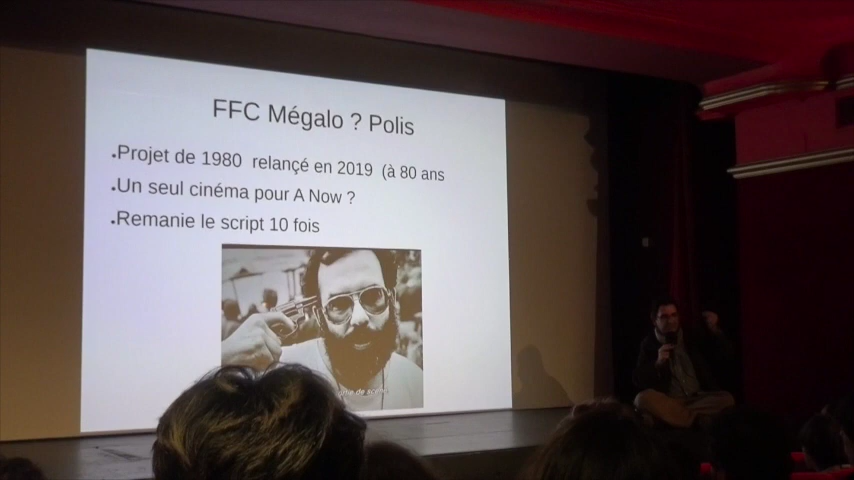 FFC Mégalo ? Polis
•Projet de 1980 relançé en 2019 (à 80 ans
•Un seul cinéma pour A Now ?
•Remanie le script 10 fois